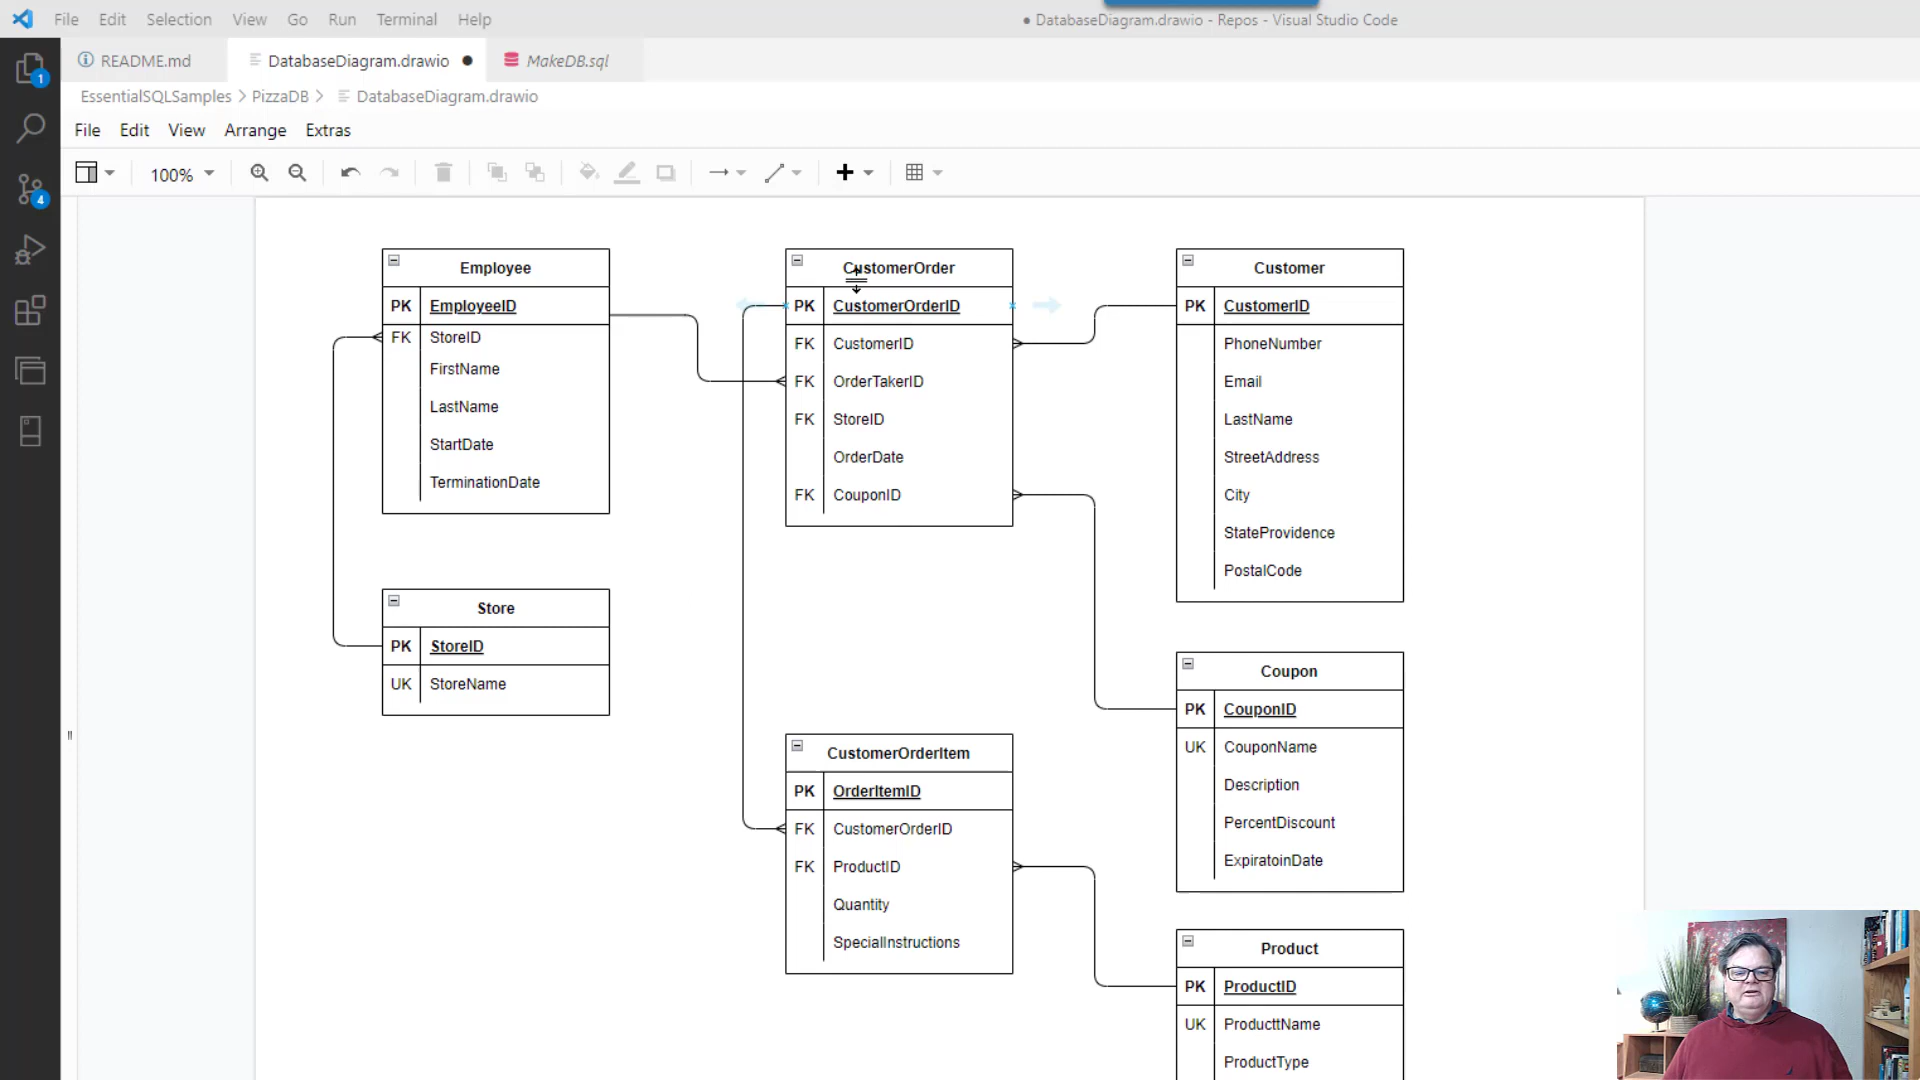 File Edit Selection View Go Run Terminal Help
● DatabaseDiagram.drawio - Repos - Visual Studio Code
README.md
DatabaseDiagram.drawio ●
MakeDB.sql
EssentialSQLSamples > PizzaDB > DatabaseDiagram.drawio
File Edit View Arrange Extras
100%
1
4
Employee
PK EmployeeID
FK StoreID
FirstName
LastName
StartDate
TerminationDate
Store
PK StoreID
UK StoreName
CustomerOrder
PK CustomerOrderID
FK CustomerID
FK OrderTakerID
FK StoreID
OrderDate
FK CouponID
CustomerOrderItem
PK OrderItemID
FK CustomerOrderID
FK ProductID
Quantity
SpecialInstructions
Customer
PK CustomerID
PhoneNumber
Email
LastName
StreetAddress
City
StateProvidence
PostalCode
Coupon
PK CouponID
UK CouponName
Description
PercentDiscount
ExpiratoinDate
Product
PK ProductID
UK ProducttName
ProductType